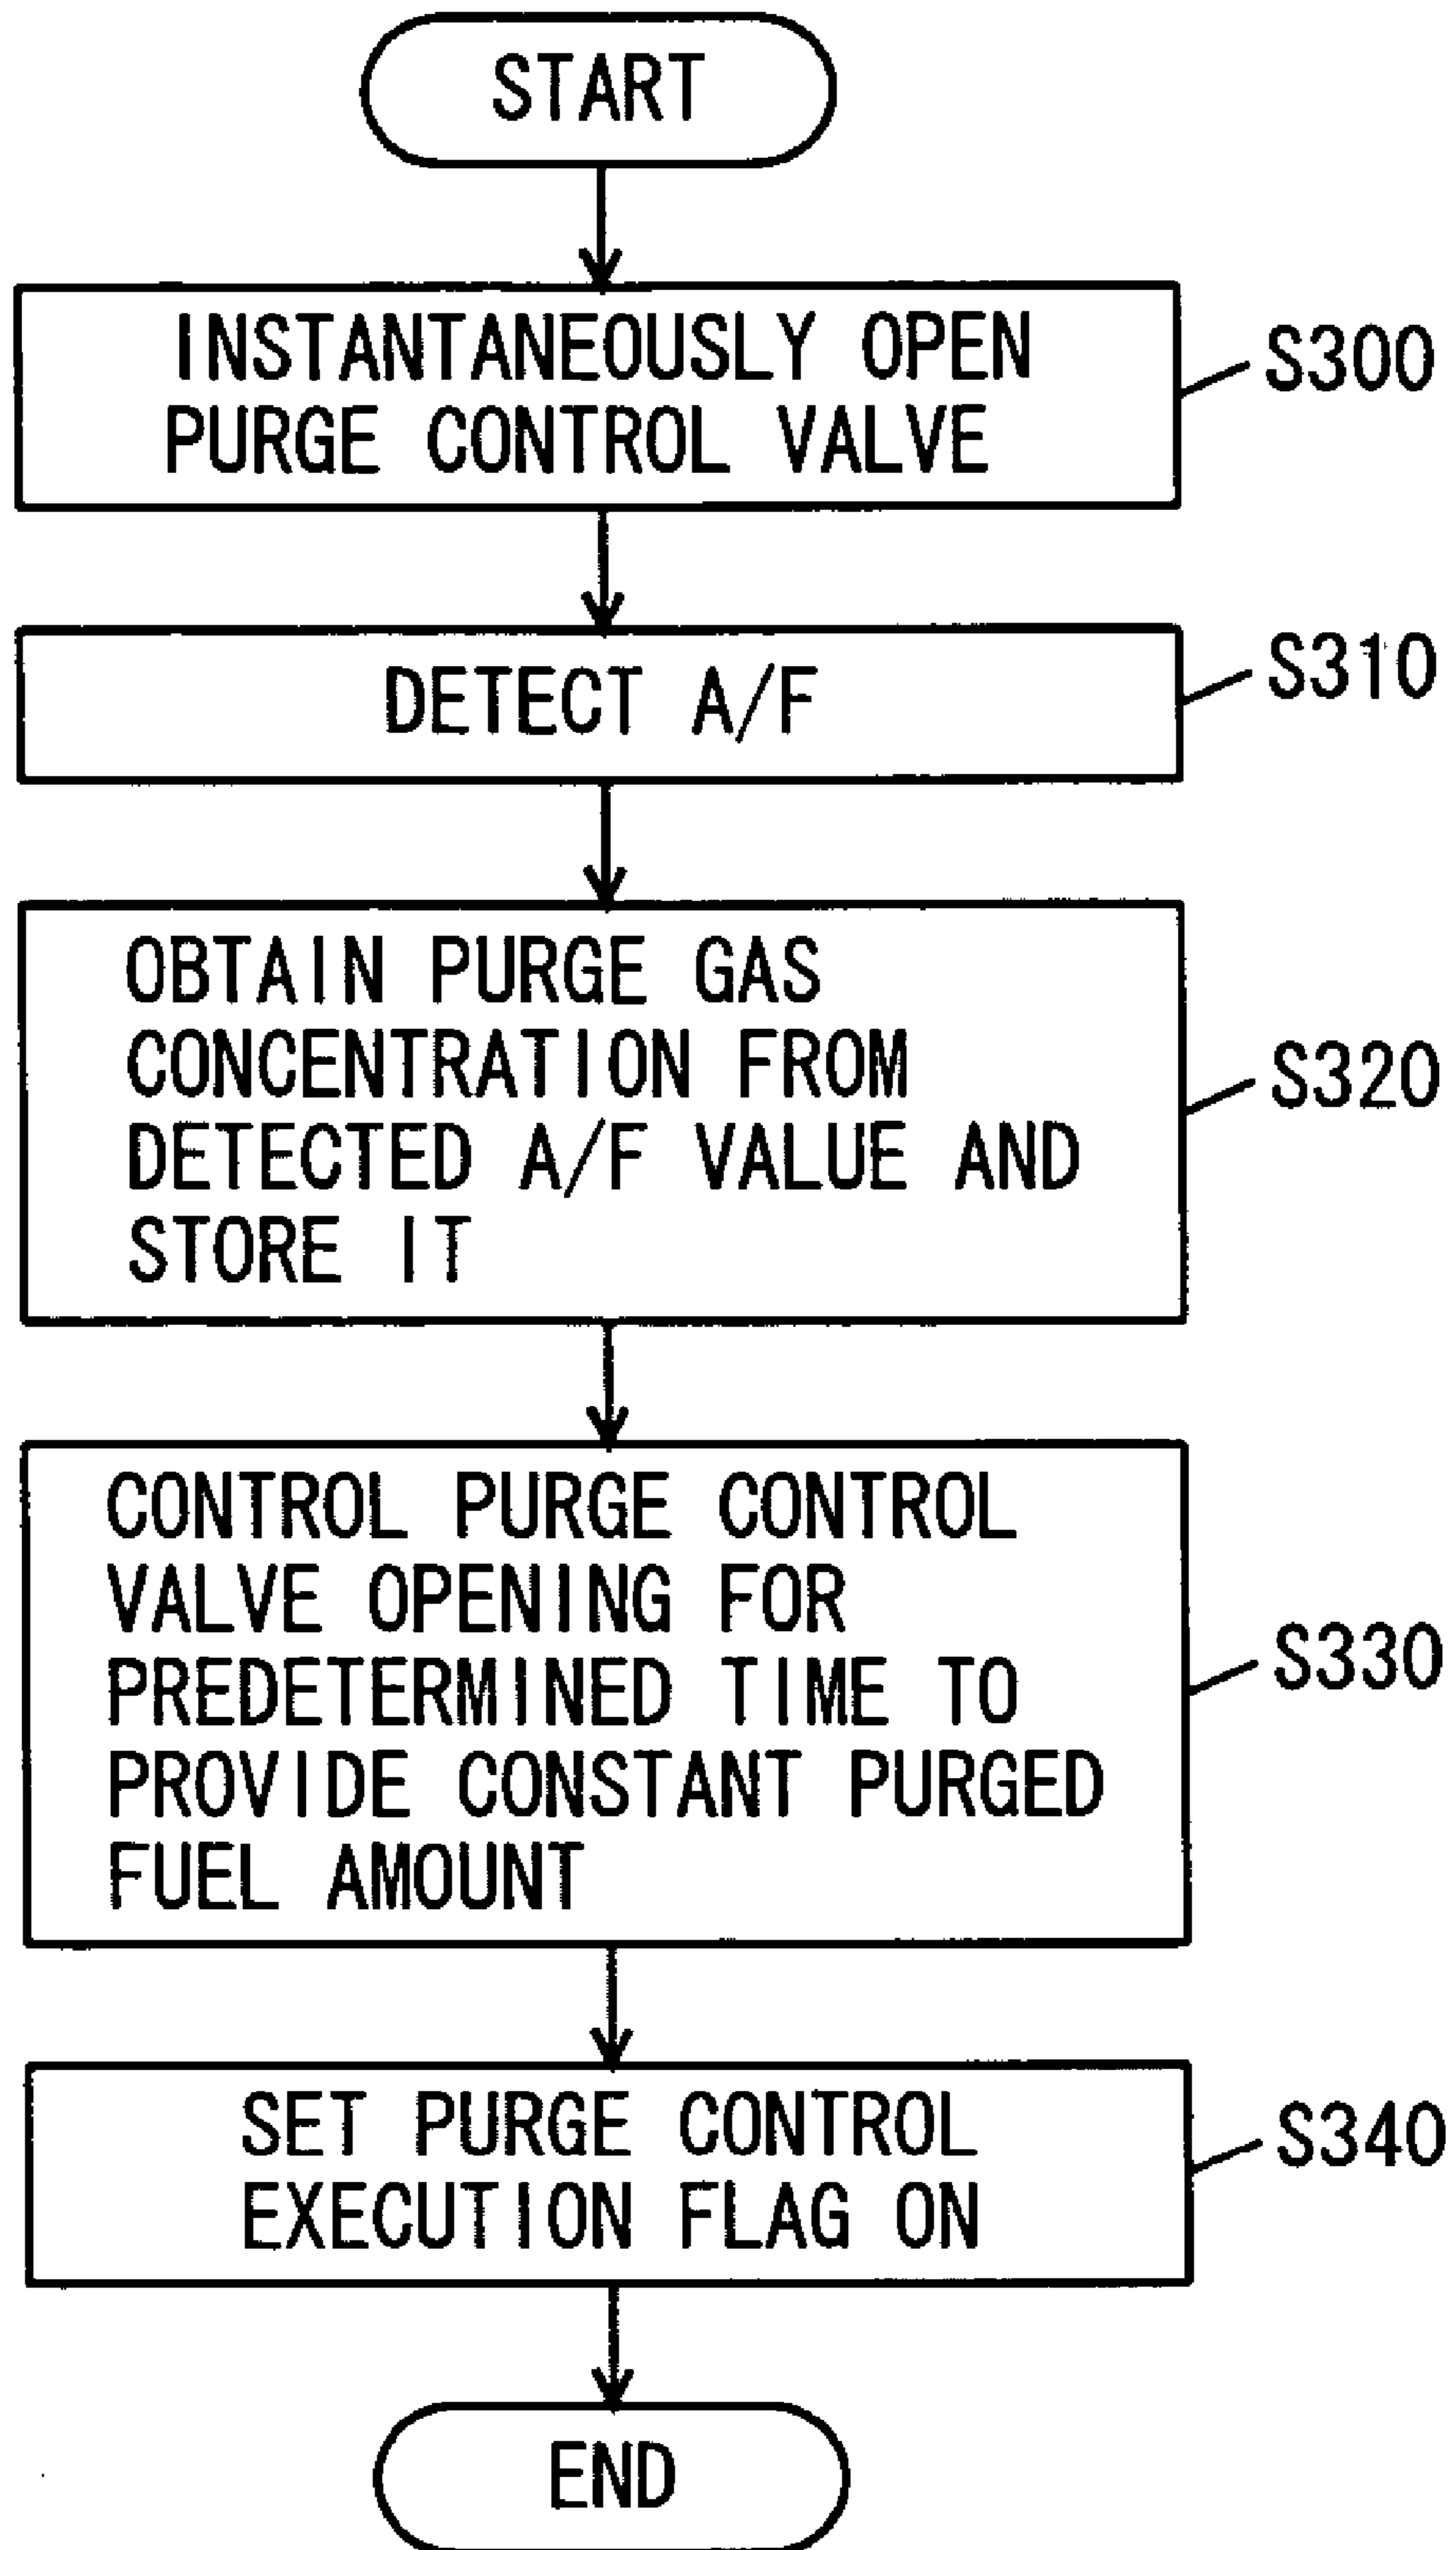 START
INSTANTANEOUSLY OPEN
PURGE CONTROL VALVE
S300
DETECT A/F
S310
OBTAIN PURGE GAS
CONCENTRATION FROM
DETECTED A/F VALUE AND
STORE IT
S320
CONTROL PURGE CONTROL
VALVE OPENING FOR
PREDETERMINED TIME TO
PROVIDE CONSTANT PURGED
FUEL AMOUNT
S330
SET PURGE CONTROL
EXECUTION FLAG ON
S340
END